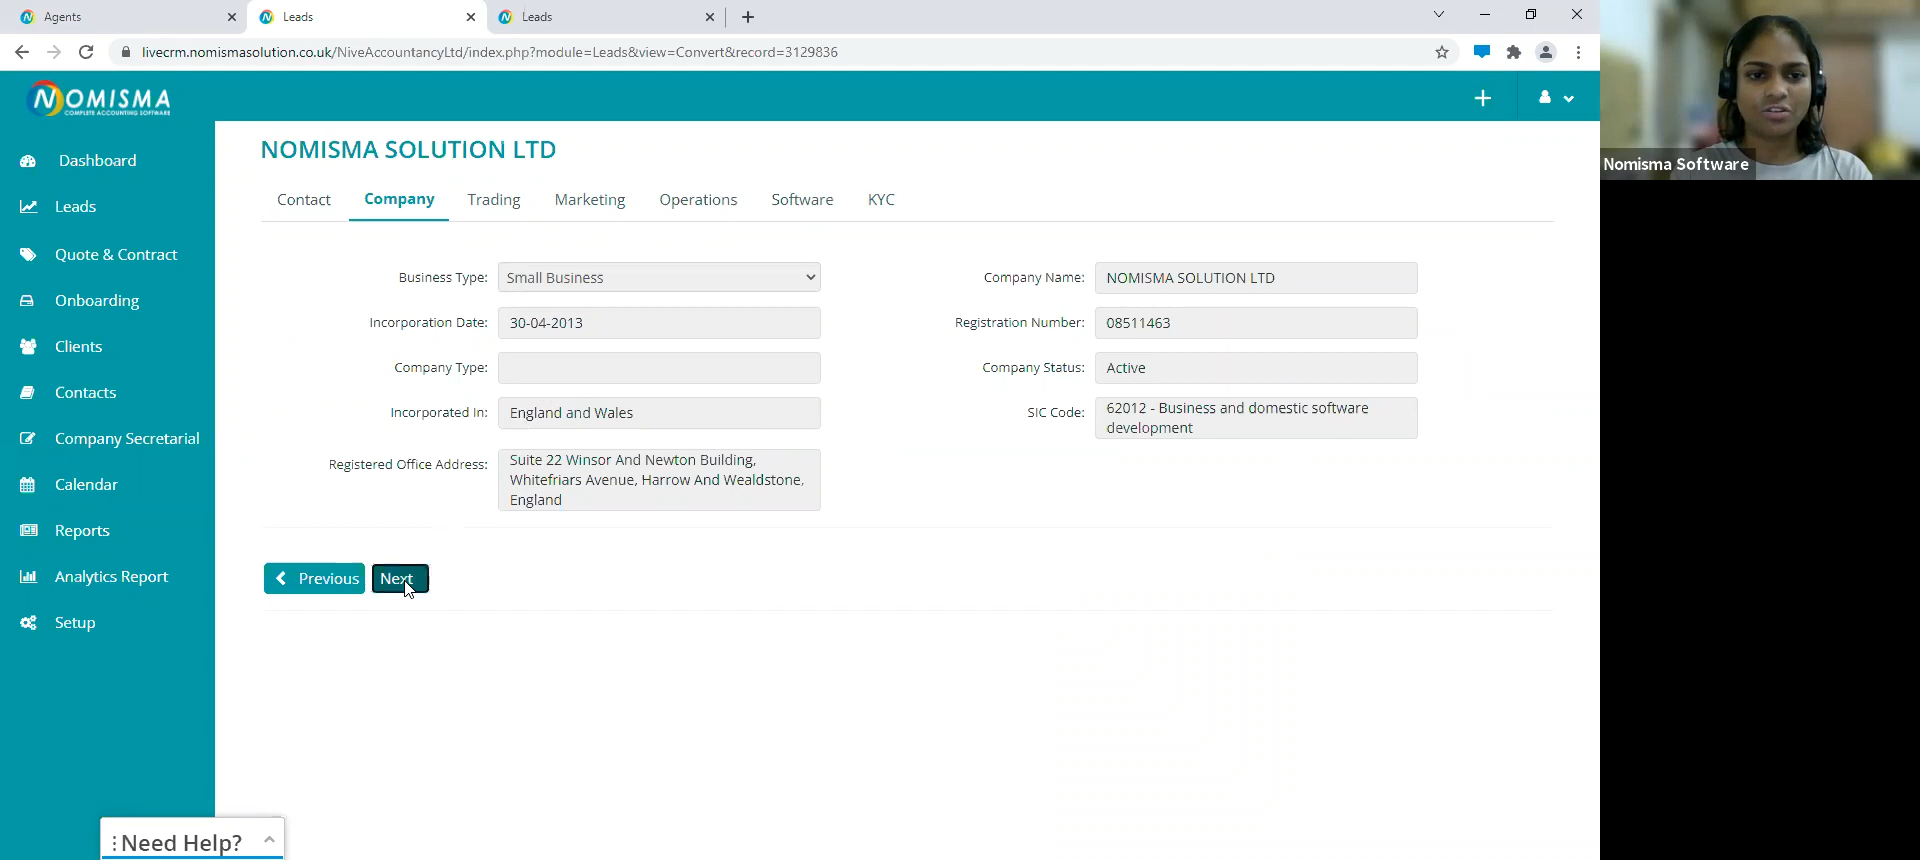 Agents
Leads
Leads
livecrm.nomismasolution.co.uk/NiveAccountancyLtd/index.php?module=Leads&view=Convert&record=3129836
NOMISMA
COMPLETE ACCOUNTING SOFTWARE
Dashboard
Leads
Quote & Contract
Onboarding
Clients
Contacts
Company Secretarial
Calendar
Reports
Analytics Report
Setup
NOMISMA SOLUTION LTD
Contact Company Trading Marketing Operations Software KYC
Business Type: Small Business
Company Name: NOMISMA SOLUTION LTD
Incorporation Date: 30-04-2013
Registration Number: 08511463
Company Type:
Company Status: Active
Incorporated In: England and Wales
SIC Code: 62012 - Business and domestic software
development
Registered Office Address: Suite 22 Winsor And Newton Building,
Whitefriars Avenue, Harrow And Wealdstone,
England
Previous Next
Need Help?
Nomisma Software